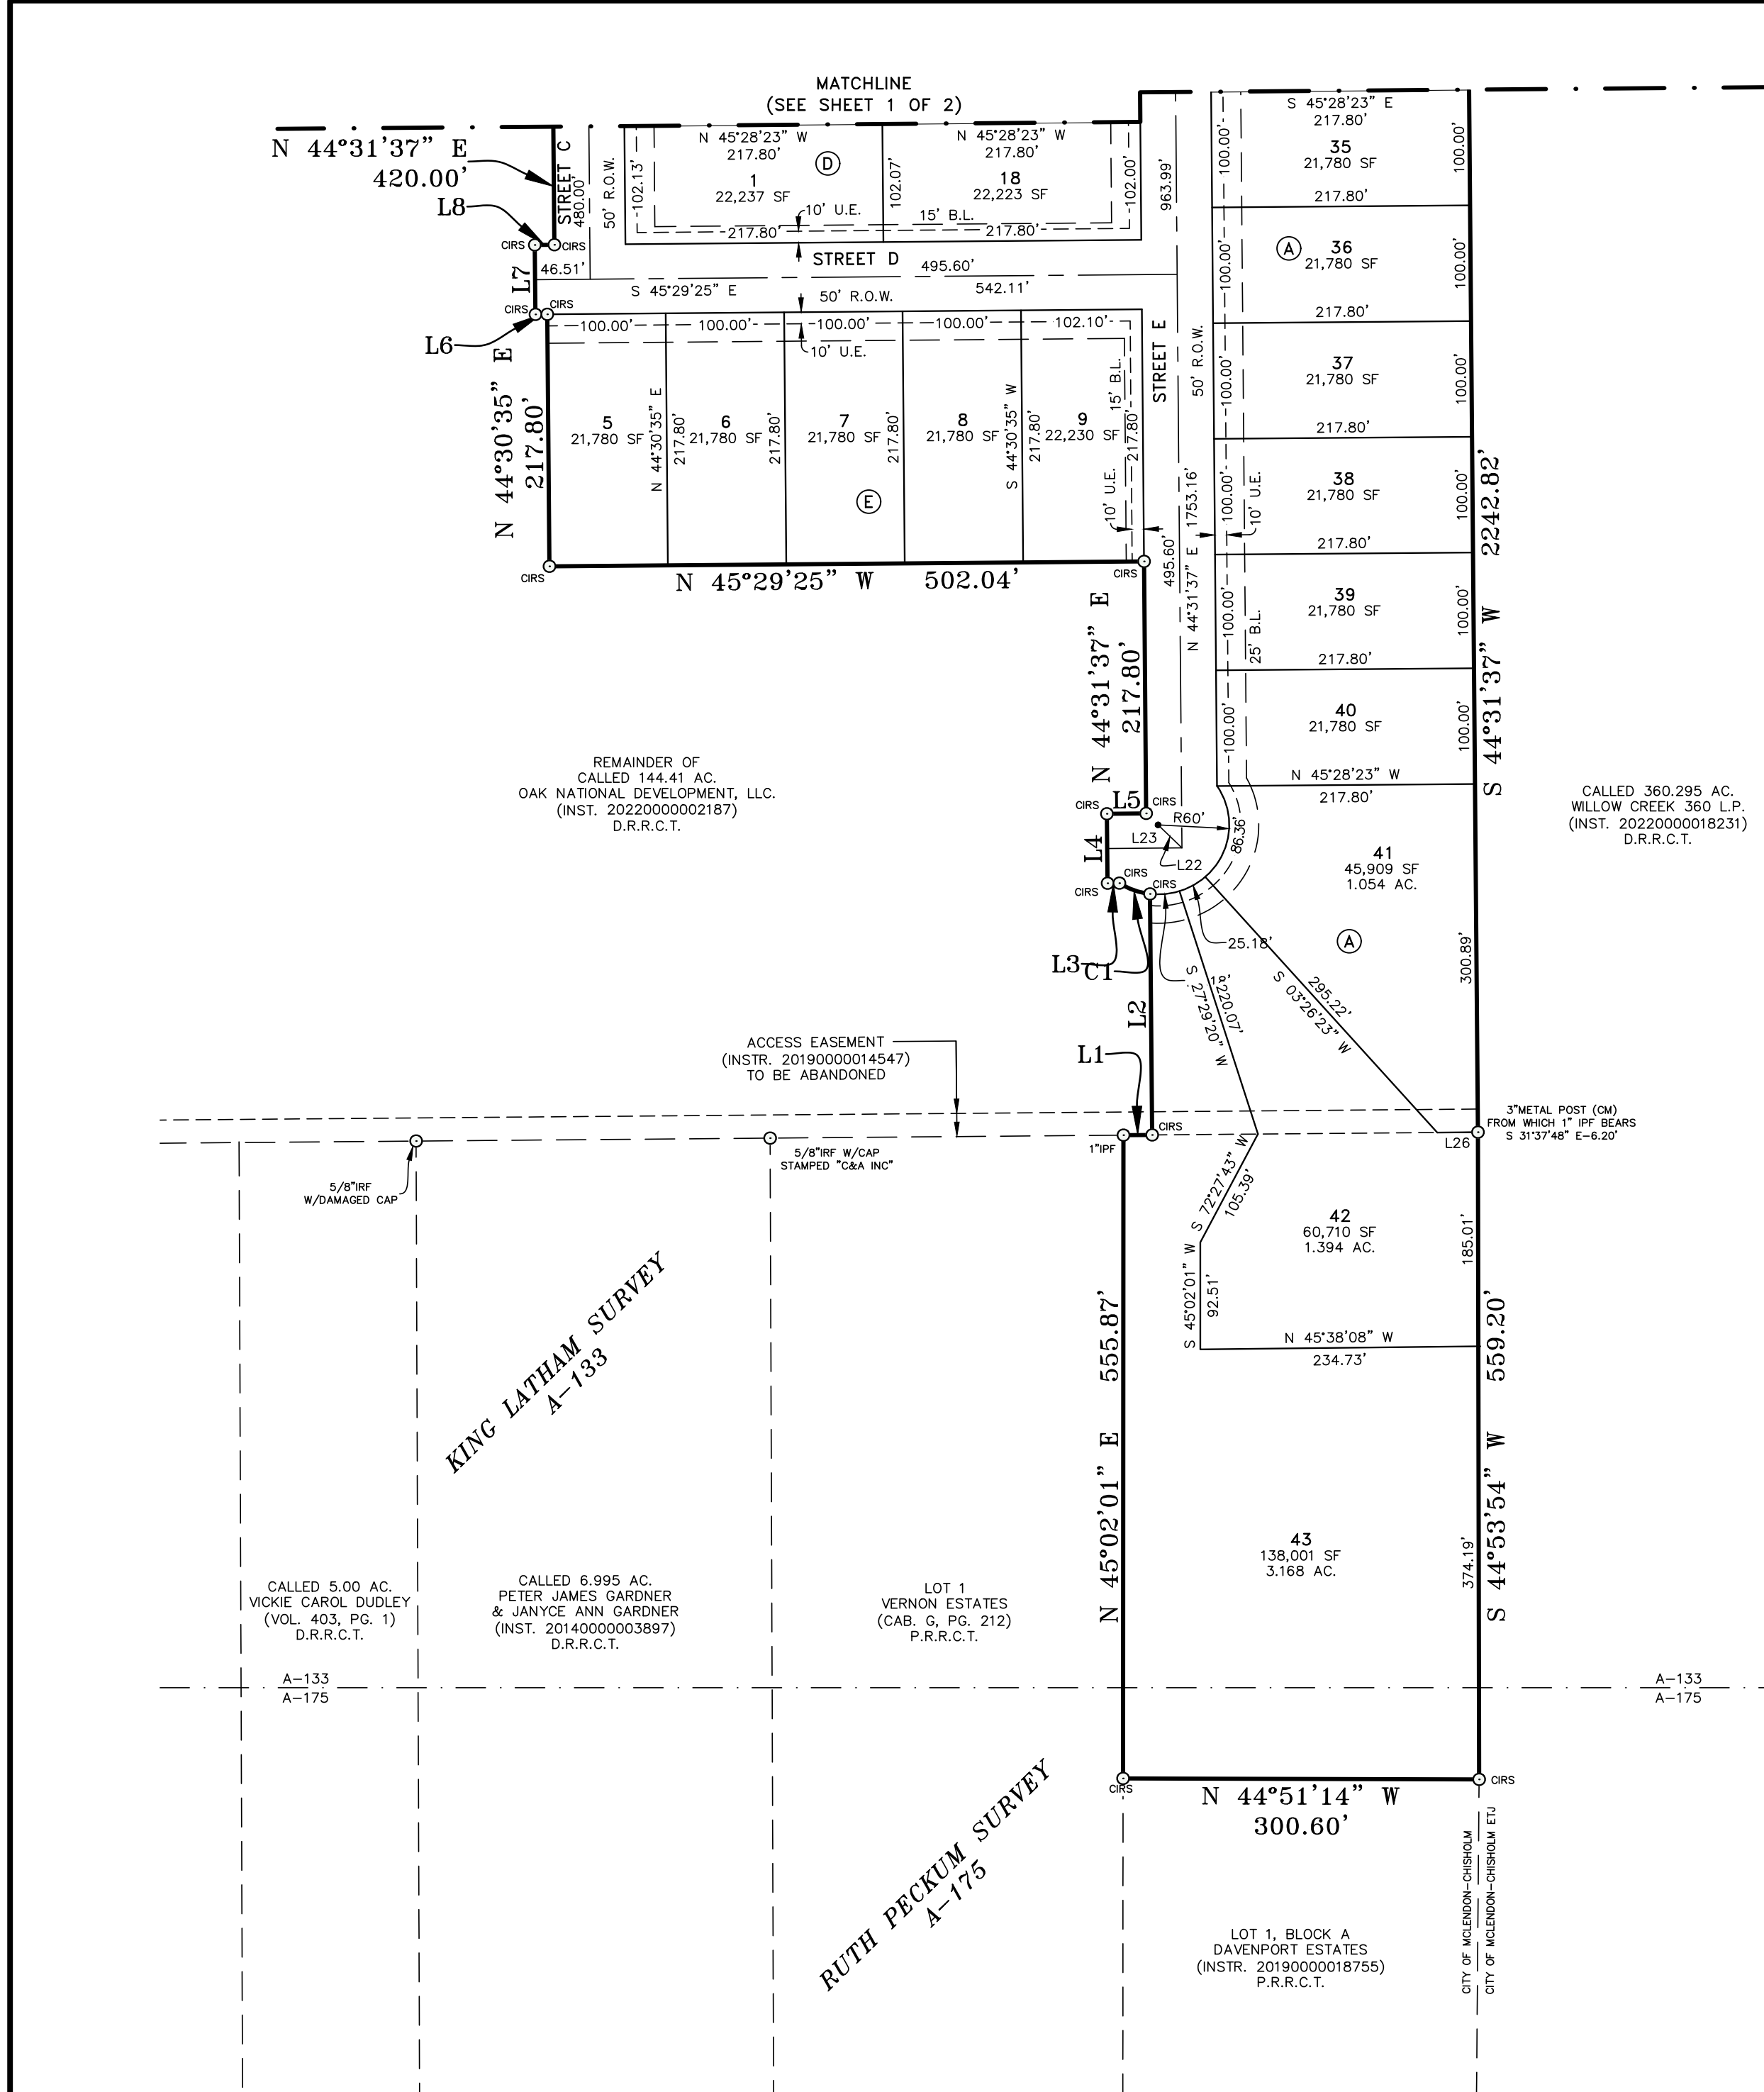 MATCHLINE
(SEE SHEET 1 OF 2)
N 44°31'37" E
420.00'
L8
STREET C
480.00'
50' R.O.W.
102.13'
N 45°28'23" W
217.80'
D
1
22,237 SF
102.07'
N 45°28'23" W
217.80'
18
22,223 SF
102.00'
10' U.E.
15' B.L.
217.80'
217.80'
963.99'
100.00'
S 45°28'23" E
217.80'
35
21,780 SF
100.00'
217.80'
CIRS
CIRS
L7
46.51'
STREET D
495.60'
S 45°29'25" E
50' R.O.W.
542.11'
A
36
21,780 SF
100.00'
100.00'
217.80'
CIRS
CIRS
L6
100.00'
100.00'
100.00'
100.00'
102.10'
10' U.E.
N 44°30'35" E
217.80'
5
21,780 SF
N 44°30'35" E
217.80'
6
21,780 SF
217.80'
7
21,780 SF
217.80'
8
21,780 SF
S 44°30'35" W
217.80'
9
22,230 SF
15' B.L.
217.80'
10' U.E.
E
STREET E
50' R.O.W.
N 44°31'37" E 1753.16'
495.60'
37
21,780 SF
100.00'
100.00'
217.80'
38
21,780 SF
100.00'
100.00'
10' U.E.
217.80'
S 44°31'37" W 2242.82'
CIRS
N 45°29'25" W 502.04'
CIRS
39
21,780 SF
100.00'
100.00'
25' B.L.
217.80'
N 44°31'37" E
217.80'
40
21,780 SF
100.00'
100.00'
N 45°28'23" W
217.80'
REMAINDER OF
CALLED 144.41 AC.
OAK NATIONAL DEVELOPMENT, LLC.
(INST. 20220000002187)
D.R.R.C.T.
CALLED 360.295 AC.
WILLOW CREEK 360 L.P.
(INST. 20220000018231)
D.R.R.C.T.
CIRS
L5
CIRS
R60'
L4
L23
86.36'
L22
CIRS
CIRS
CIRS
41
45,909 SF
1.054 AC.
A
300.89'
25.18'
L3
C1
L2
S 27°29'20" W
220.07'
295.22'
S 03°26'23" W
ACCESS EASEMENT
(INSTR. 20190000014547)
TO BE ABANDONED
L1
CIRS
1"IPF
3"METAL POST (CM)
FROM WHICH 1" IPF BEARS
S 31°37'48" E-6.20'
L26
5/8"IRF
W/DAMAGED CAP
5/8"IRF W/CAP
STAMPED "C&A INC"
S 72°27'43" W
105.39'
42
60,710 SF
1.394 AC.
185.01'
S 45°02'01" W
92.51'
N 45°38'08" W
234.73'
KING LATHAM SURVEY
A-133
N 45°02'01" E 555.87'
S 44°53'54" W 559.20'
43
138,001 SF
3.168 AC.
374.19'
CALLED 5.00 AC.
VICKIE CAROL DUDLEY
(VOL. 403, PG. 1)
D.R.R.C.T.
CALLED 6.995 AC.
PETER JAMES GARDNER
& JANYCE ANN GARDNER
(INST. 20140000003897)
D.R.R.C.T.
LOT 1
VERNON ESTATES
(CAB. G, PG. 212)
P.R.R.C.T.
A-133
A-175
A-133
A-175
CIRS
CIRS
N 44°51'14" W
300.60'
RUTH PECKUM SURVEY
A-175
CITY OF MCLENDON-CHISHOLM
CITY OF MCLENDON-CHISHOLM ETJ
LOT 1, BLOCK A
DAVENPORT ESTATES
(INSTR. 20190000018755)
P.R.R.C.T.